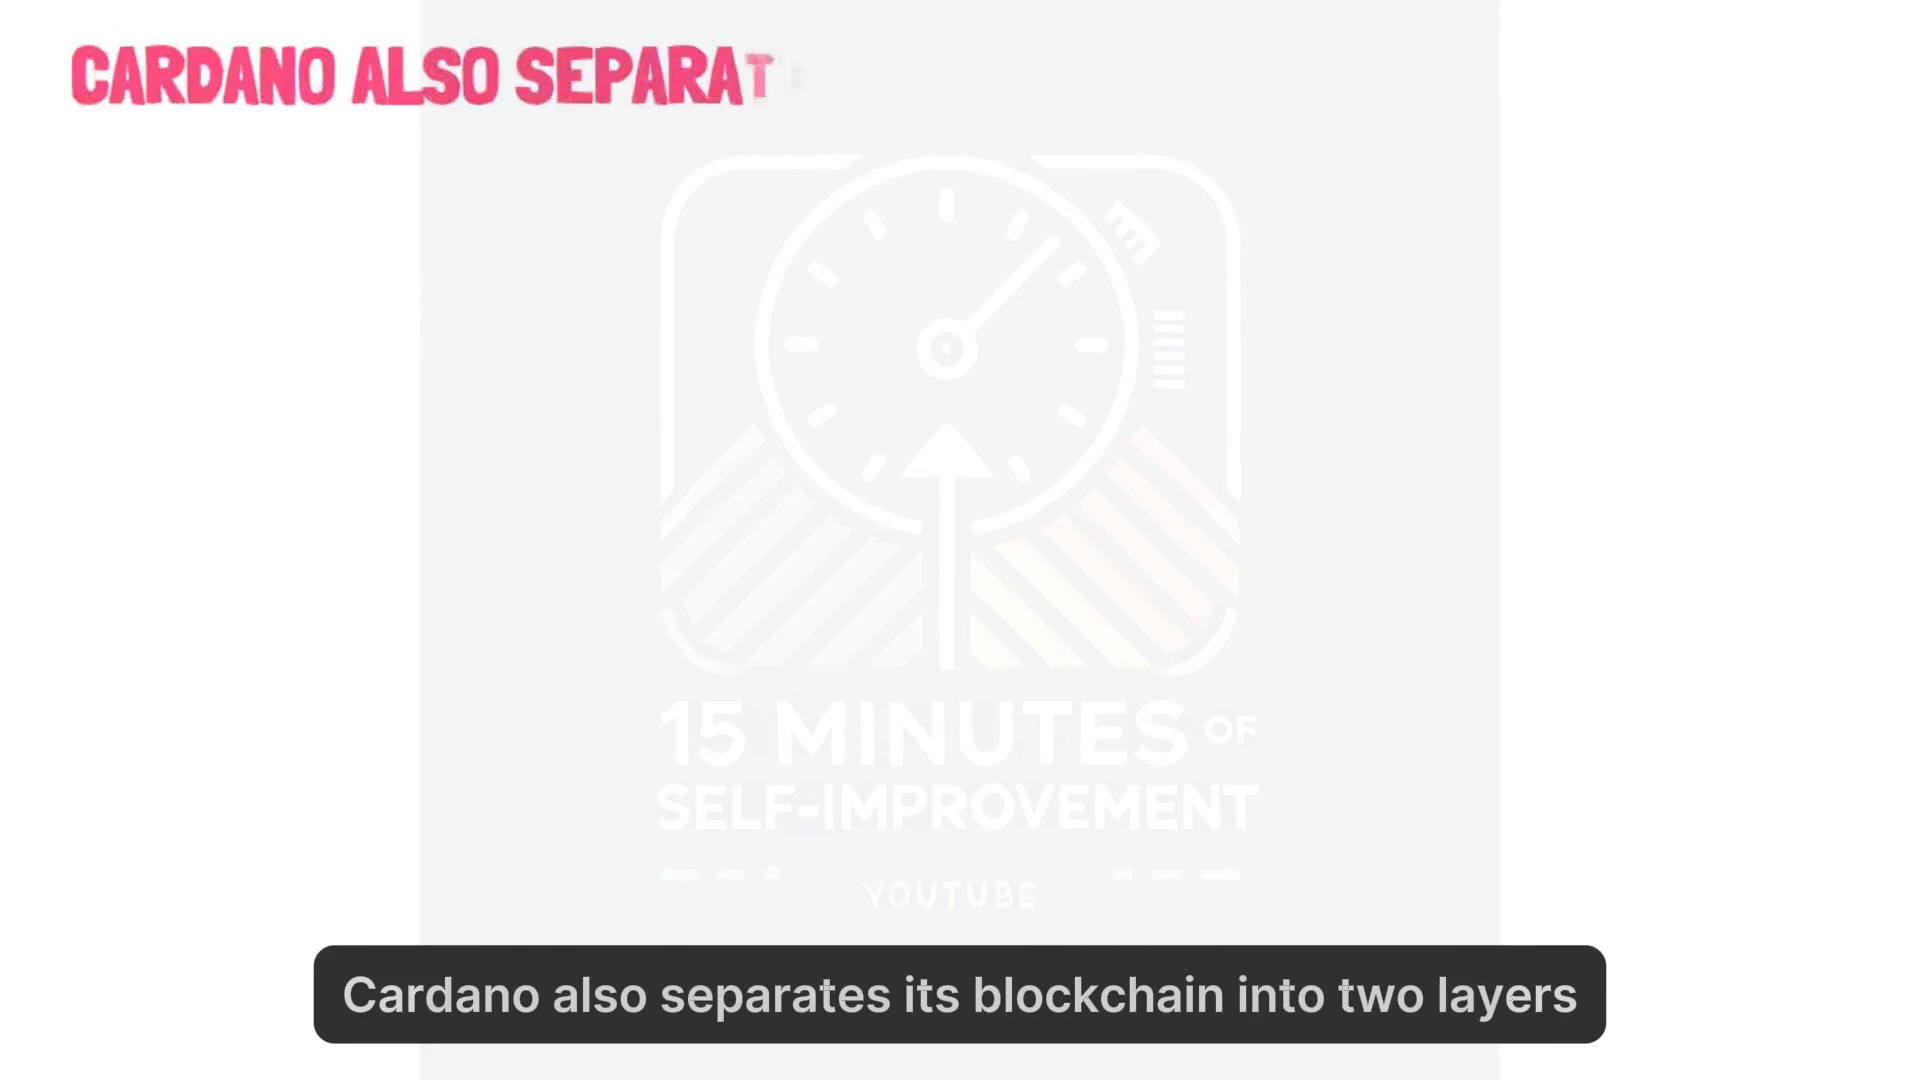 CARDANO ALSO SEPARAT
15 MINUTES OF
SELF-IMPROVEMENT
YOUTUBE
Cardano also separates its blockchain into two layers